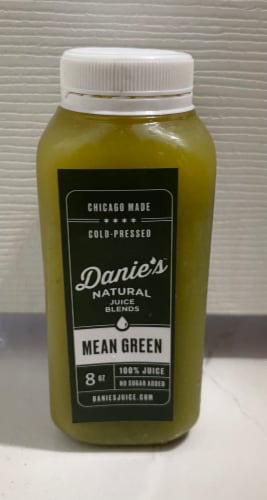 CHICAGO MADE
★★★★
COLD-PRESSED
Danie's™
NATURAL
JUICE
BLENDS
MEAN GREEN
8 OZ
100% JUICE
NO SUGAR ADDED
DANIESJUICE.COM